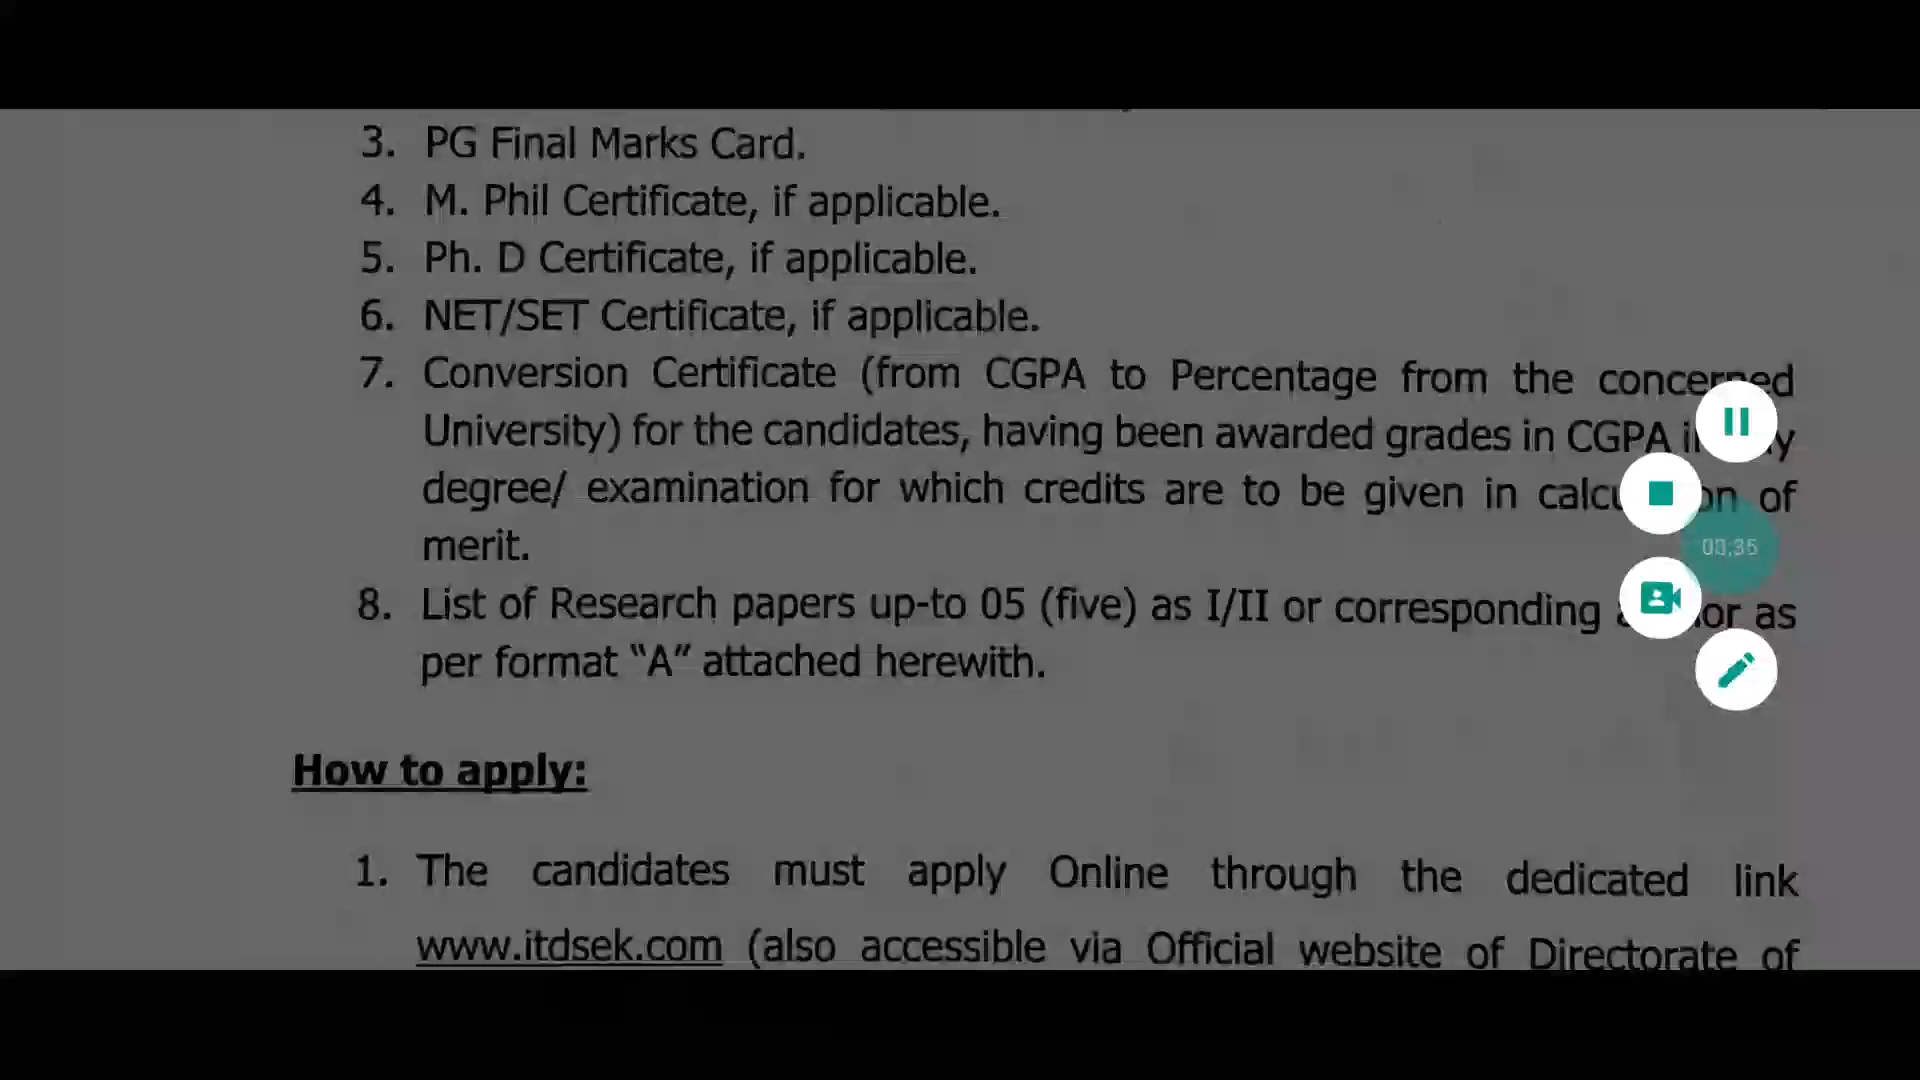 3. PG Final Marks Card.
4. M. Phil Certificate, if applicable.
5. Ph. D Certificate, if applicable.
6. NET/SET Certificate, if applicable.
7. Conversion Certificate (from CGPA to Percentage from the concerned
University) for the candidates, having been awarded grades in CGPA
degree/ examination for which credits are to be given in of
merit.
8. List of Research papers up-to 05 (five) as I/II or corresponding as
per format “A” attached herewith.
How to apply:
1. The candidates must apply Online through the dedicated link
www.itdsek.com (also accessible via Official website of Directorate of